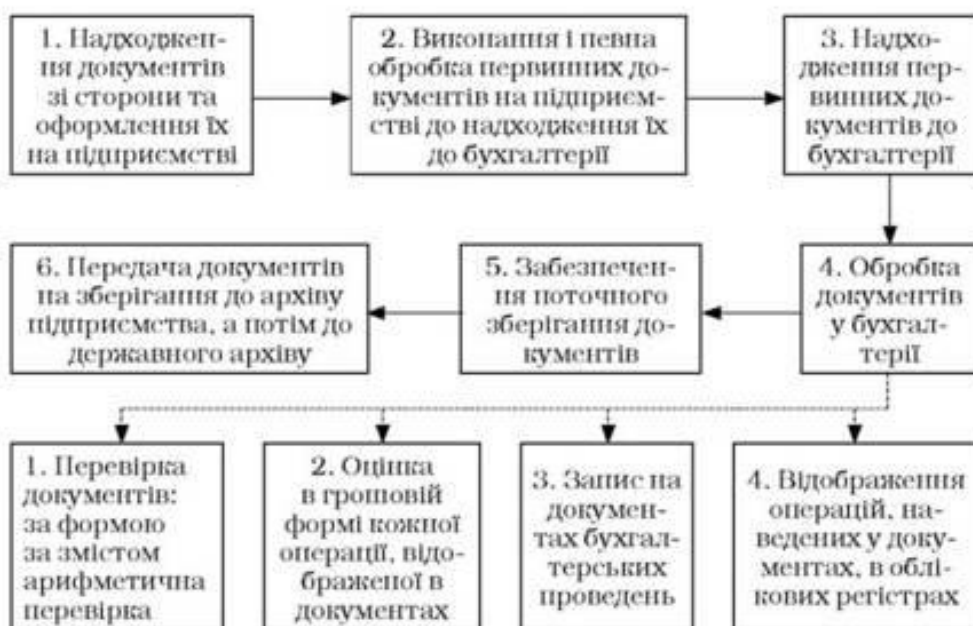 1. Надходжен-
ня документів
зі сторони та
оформлення їх
на підприємстві
2. Виконання і певна
обробка первинних до-
кументів на підприєм-
стві до надходження їх
до бухгалтерії
3. Надхо-
дження пер-
винних до-
кументів до
бухгалтерії
6. Передача документів
на зберігання до архіву
підприємства, а потім до
державного архіву
5. Забезпечен-
ня поточного
зберігання до-
кументів
4. Обробка
документів
у бухгал-
терії
1. Перевірка
документів:
за формою
за змістом
арифметична
перевірка
2. Оцінка
в грошовій
формі кожної
операції, відо-
браженої в
документах
3. Запис на
докумен-
тах бухгал-
терських
проведень
4. Відображення
операцій, на-
ведених у доку-
ментах, в облі-
кових регістрах